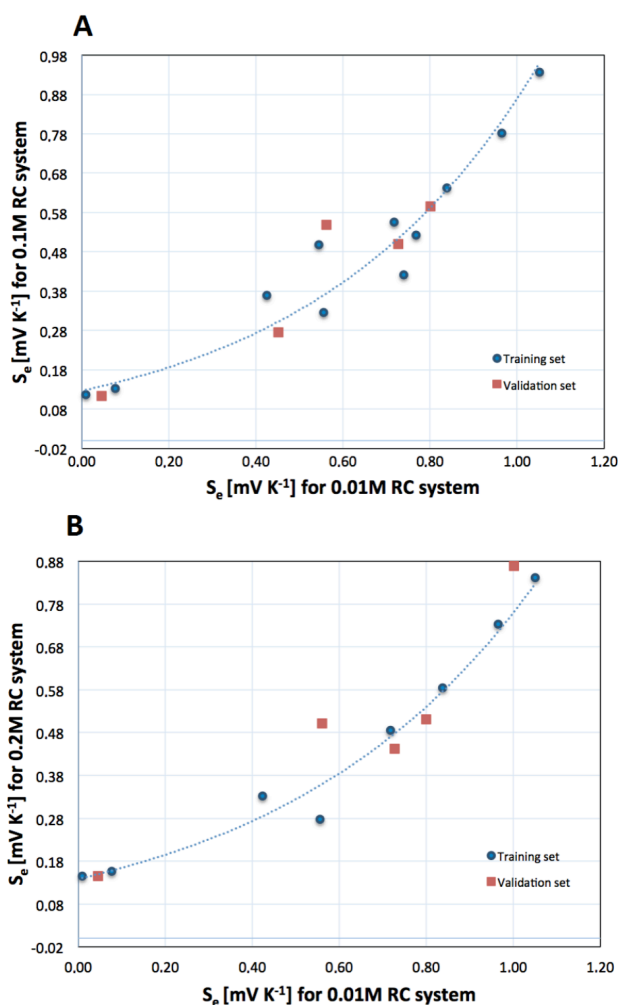 A
0.98
0.88
0.78
0.68
0.58
0.48
0.38
0.28
0.18
0.08
-0.02
Se [mV K-1] for 0.1M RC system
Training set
Validation set
0.00 0.20 0.40 0.60 0.80 1.00 1.20
Se [mV K-1] for 0.01M RC system
B
0.88
0.78
0.68
0.58
0.48
0.38
0.28
0.18
0.08
-0.02
Se [mV K-1] for 0.2M RC system
Training set
Validation set
0.00 0.20 0.40 0.60 0.80 1.00 1.20
Se [mV K-1] for 0.01M RC system